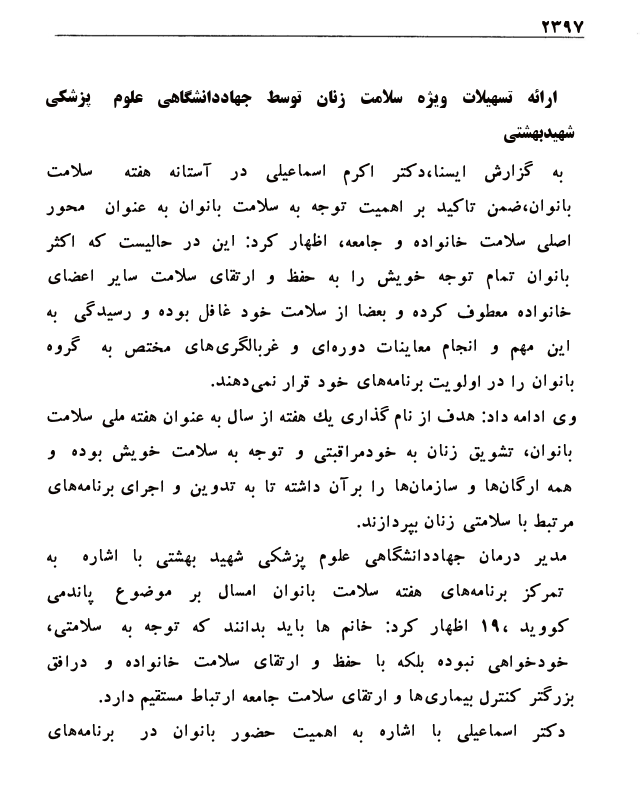 ۲۳۹۷
ارائه تسهیلات ویژه سلامت زنان توسط جهاددانشگاهی علوم پزشکی
شهیدبهشتی
به گزارش ایسنا،دکتر اکرم اسماعیلی در آستانه هفته سلامت
بانوان،ضمن تاکید بر اهمیت توجه به سلامت بانوان به عنوان محور
اصلی سلامت خانواده و جامعه، اظهار کرد: این در حالیست که اکثر
بانوان تمام توجه خویش را به حفظ و ارتقای سلامت سایر اعضای
خانواده معطوف کرده و بعضا از سلامت خود غافل بوده و رسیدگی به
این مهم و انجام معاینات دوره‌ای و غربالگری‌های مختص به گروه
بانوان را در اولویت برنامه‌های خود قرار نمی‌دهند.
وی ادامه داد: هدف از نام گذاری یك هفته از سال به عنوان هفته ملی سلامت
بانوان، تشویق زنان به خودمراقبتی و توجه به سلامت خویش بوده و
همه ارگان‌ها و سازمان‌ها را برآن داشته تا به تدوین و اجرای برنامه‌های
مرتبط با سلامتی زنان بپردازند.
مدیر درمان جهاددانشگاهی علوم پزشکی شهید بهشتی با اشاره به
تمرکز برنامه‌های هفته سلامت بانوان امسال بر موضوع پاندمی
کووید ،۱۹ اظهار کرد: خانم ها باید بدانند که توجه به سلامتی،
خودخواهی نبوده بلکه با حفظ و ارتقای سلامت خانواده و درافق
بزرگتر کنترل بیماری‌ها و ارتقای سلامت جامعه ارتباط مستقیم دارد.
دکتر اسماعیلی با اشاره به اهمیت حضور بانوان در برنامه‌های